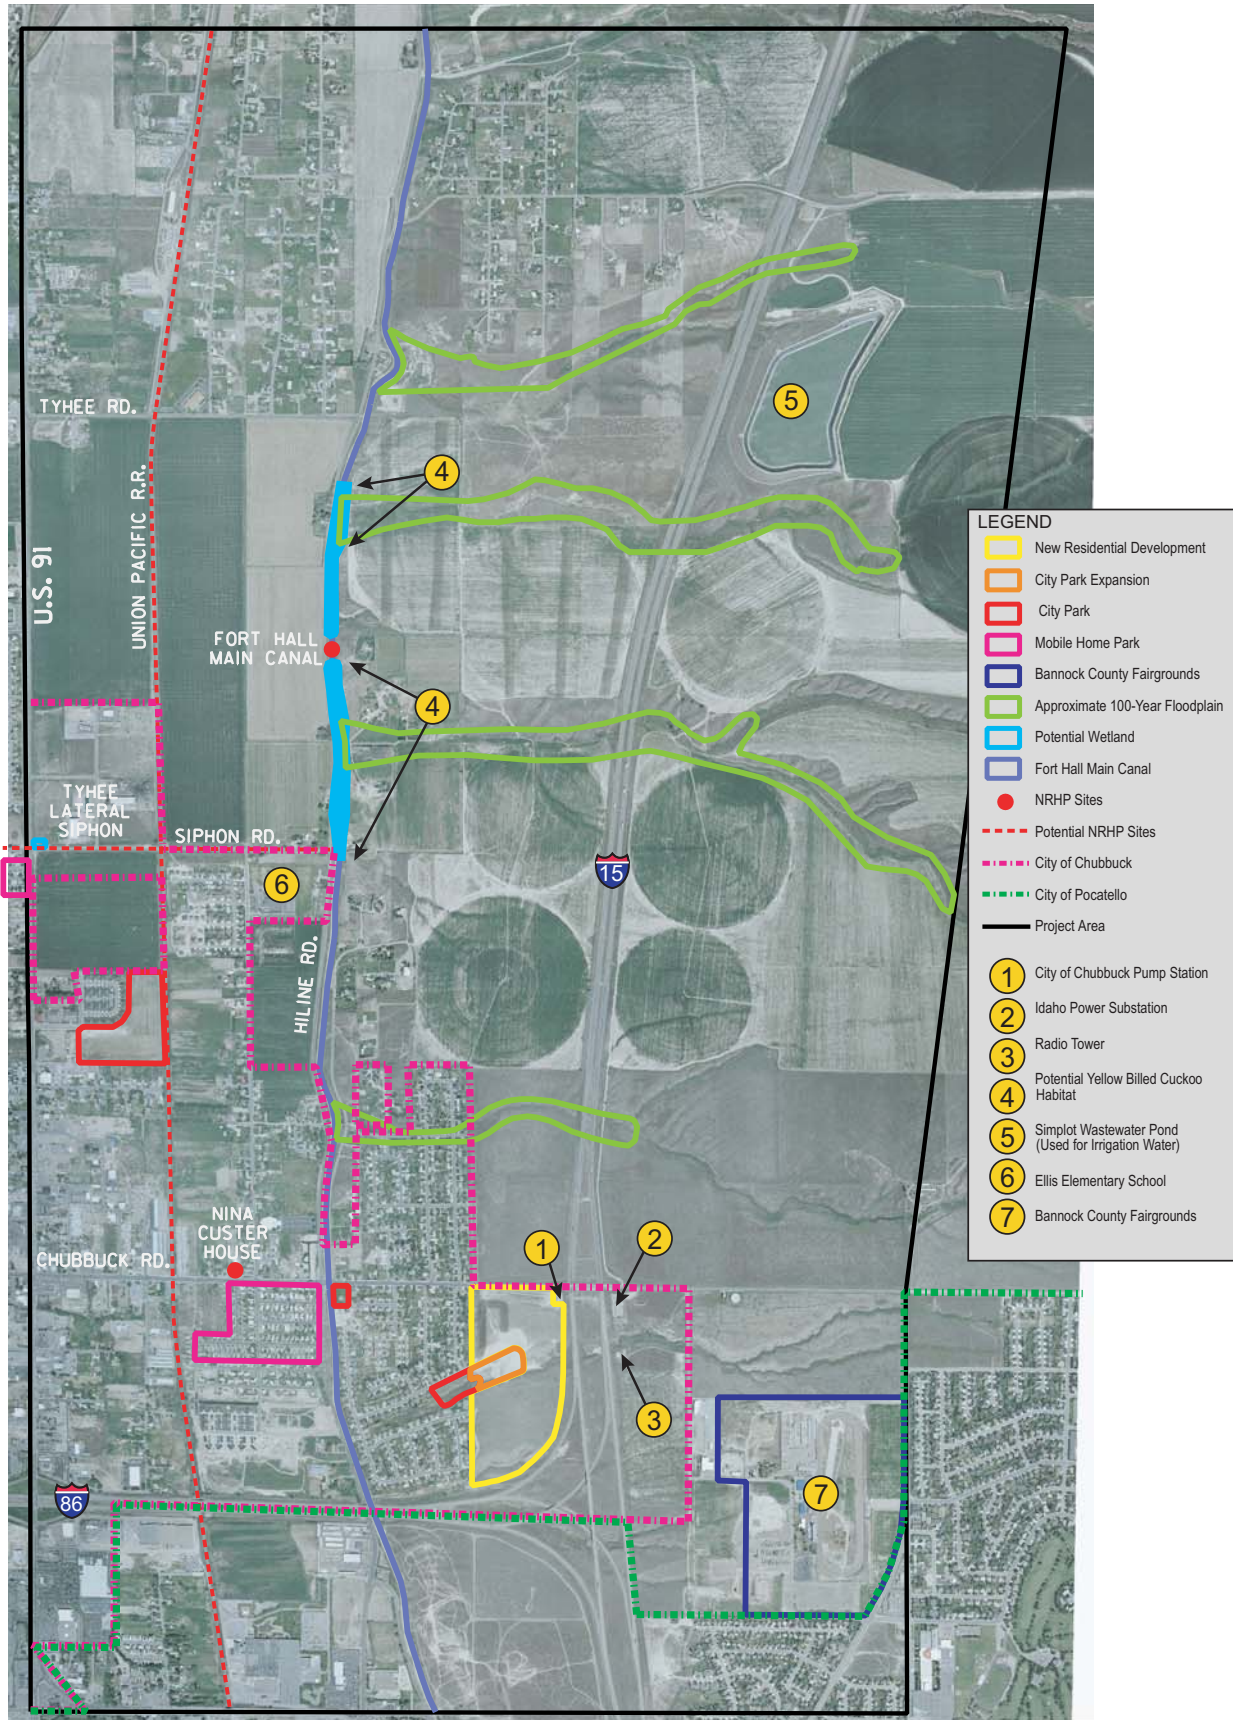 TYHEE RD.
5
4
UNION PACIFIC R.R.
U.S. 91
FORT HALL
MAIN CANAL
4
TYHEE
LATERAL
SIPHON
SIPHON RD.
15
6
HILINE RD.
NINA
CUSTER
HOUSE
CHUBBUCK RD.
1
2
3
86
7
LEGEND
New Residential Development
City Park Expansion
City Park
Mobile Home Park
Bannock County Fairgrounds
Approximate 100-Year Floodplain
Potential Wetland
Fort Hall Main Canal
NRHP Sites
Potential NRHP Sites
City of Chubbuck
City of Pocatello
Project Area
1 City of Chubbuck Pump Station
2 Idaho Power Substation
3 Radio Tower
4 Potential Yellow Billed Cuckoo
Habitat
5 Simplot Wastewater Pond
(Used for Irrigation Water)
6 Ellis Elementary School
7 Bannock County Fairgrounds